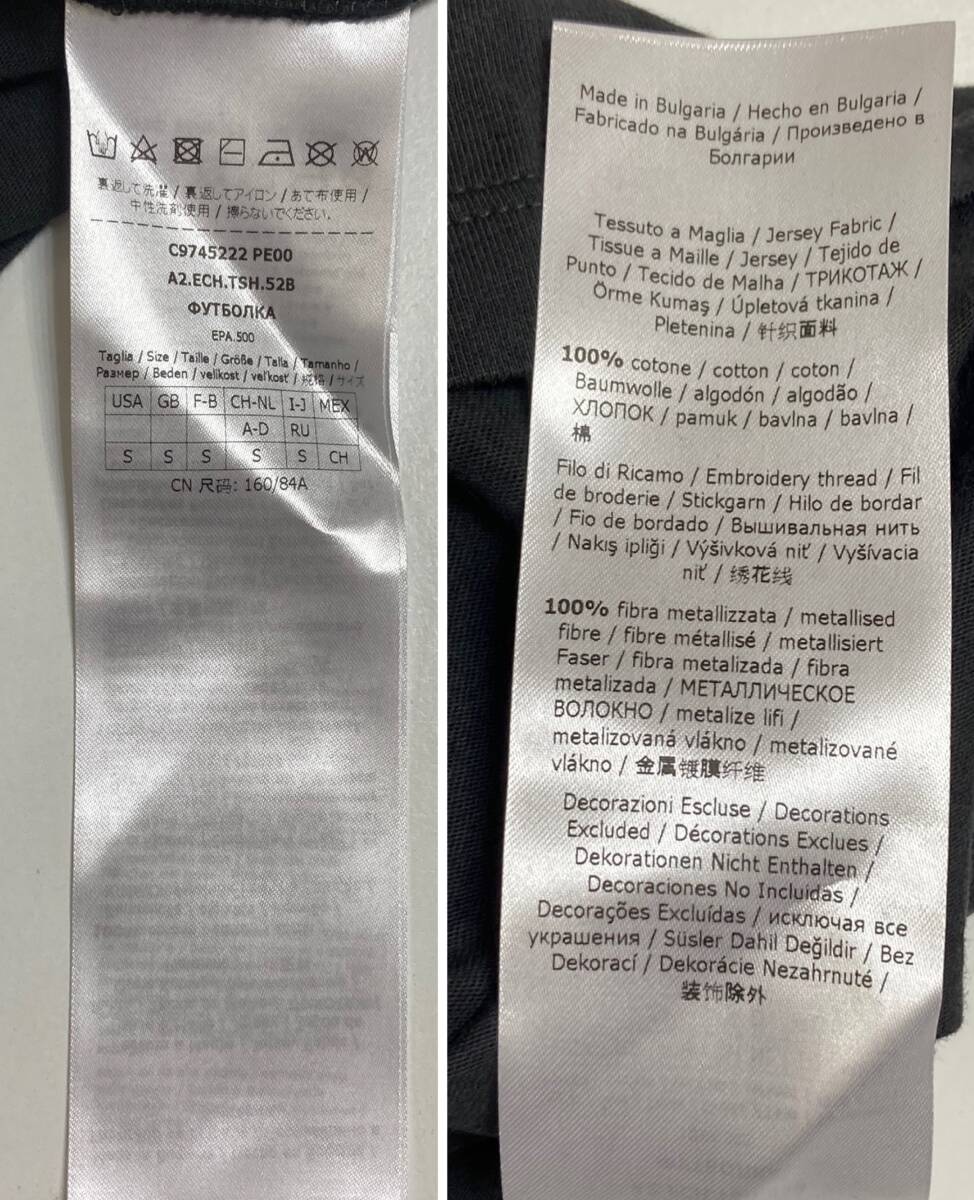 裏返して洗濯 / 裏返してアイロン / あて布使用 /
中性洗剤使用 / 擦らないでください.
C9745222 PE00
A2.ECH.TSH.52B
ФУТБОЛКА
EPA.500
Taglia / Size / Taille / Größe / Talla / Tamanho /
Размер / Beden / velikost / veľkosť / 规格 / サイズ
USA GB F-B CH-NL I-J MEX
A-D RU
S S S S S CH
CN 尺码: 160/84A
Made in Bulgaria / Hecho en Bulgaria /
Fabricado na Bulgária / Произведено в
Болгарии
Tessuto a Maglia / Jersey Fabric /
Tissue a Maille / Jersey / Tejido de
Punto / Tecido de Malha / ТРИКОТАЖ /
Örme Kumaş / Úpletová tkanina /
Pletenina / 针织面料
100% cotone / cotton / coton /
Baumwolle / algodón / algodão /
ХЛОПОК / pamuk / bavlna / bavlna /
棉
Filo di Ricamo / Embroidery thread / Fil
de broderie / Stickgarn / Hilo de bordar
/ Fio de bordado / Вышивальная нить
/ Nakış ipliği / Výšivková niť / Vyšívacia
niť / 绣花线
100% fibra metallizzata / metallised
fibre / fibre métallisé / metallisiert
Faser / fibra metalizada / fibra
metalizada / МЕТАЛЛИЧЕСКОЕ
ВОЛОКНО / metalize lifi /
metalizovaná vlákno / metalizované
vlákno / 金属镀膜纤维
Decorazioni Escluse / Decorations
Excluded / Décorations Exclues /
Dekorationen Nicht Enthalten /
Decoraciones No Incluidas /
Decorações Excluídas / исключая все
украшения / Süsler Dahil Değildir / Bez
Dekorací / Dekorácie Nezahrnuté /
装饰除外